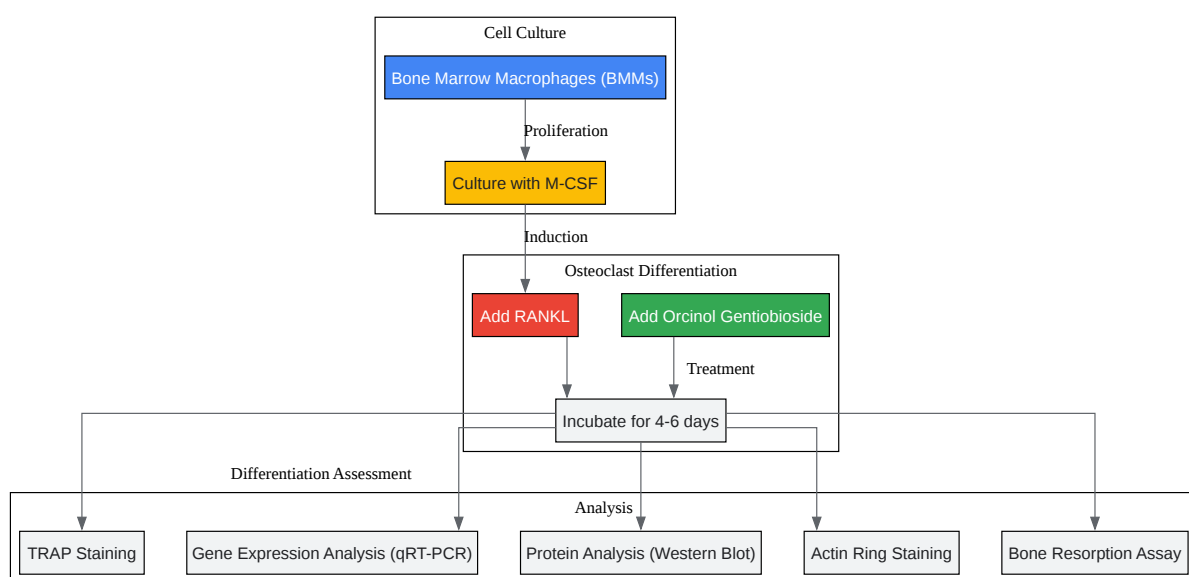 Cell Culture
Bone Marrow Macrophages (BMMs)
Proliferation
Culture with M-CSF
Induction
Osteoclast Differentiation
Add RANKL
Add Orcinol Gentiobioside
Treatment
Incubate for 4-6 days
Differentiation Assessment
Analysis
TRAP Staining
Gene Expression Analysis (qRT-PCR)
Protein Analysis (Western Blot)
Actin Ring Staining
Bone Resorption Assay